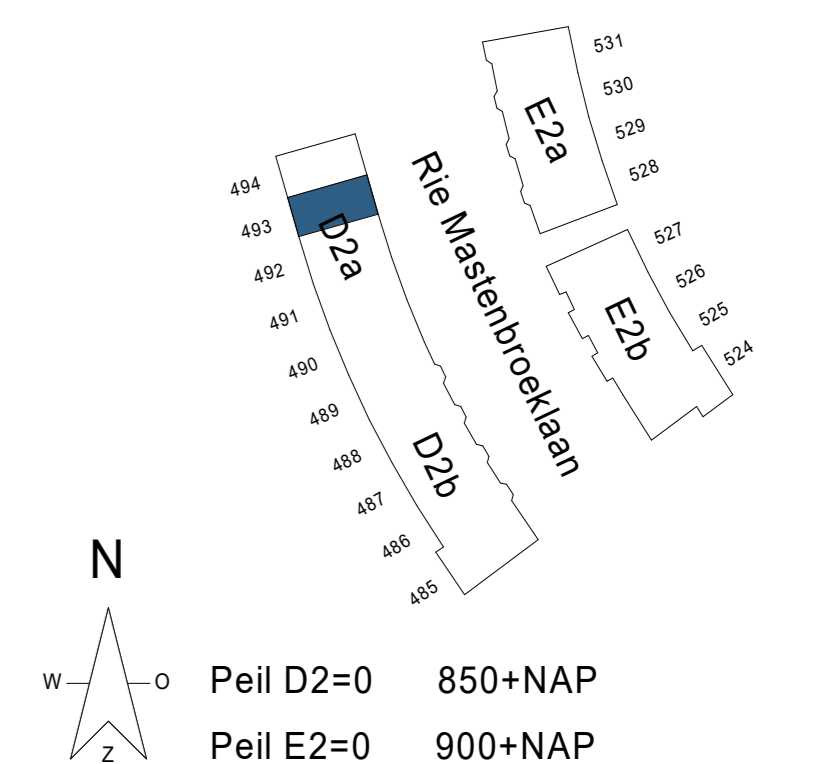 531
530
529
528
E2a
494
493
492
491
490
489
488
487
486
485
D2a
D2b
Rie Mastenbroeklaan
527
526
525
524
E2b
N
W O
Z
Peil D2=0 850+NAP
Peil E2=0 900+NAP